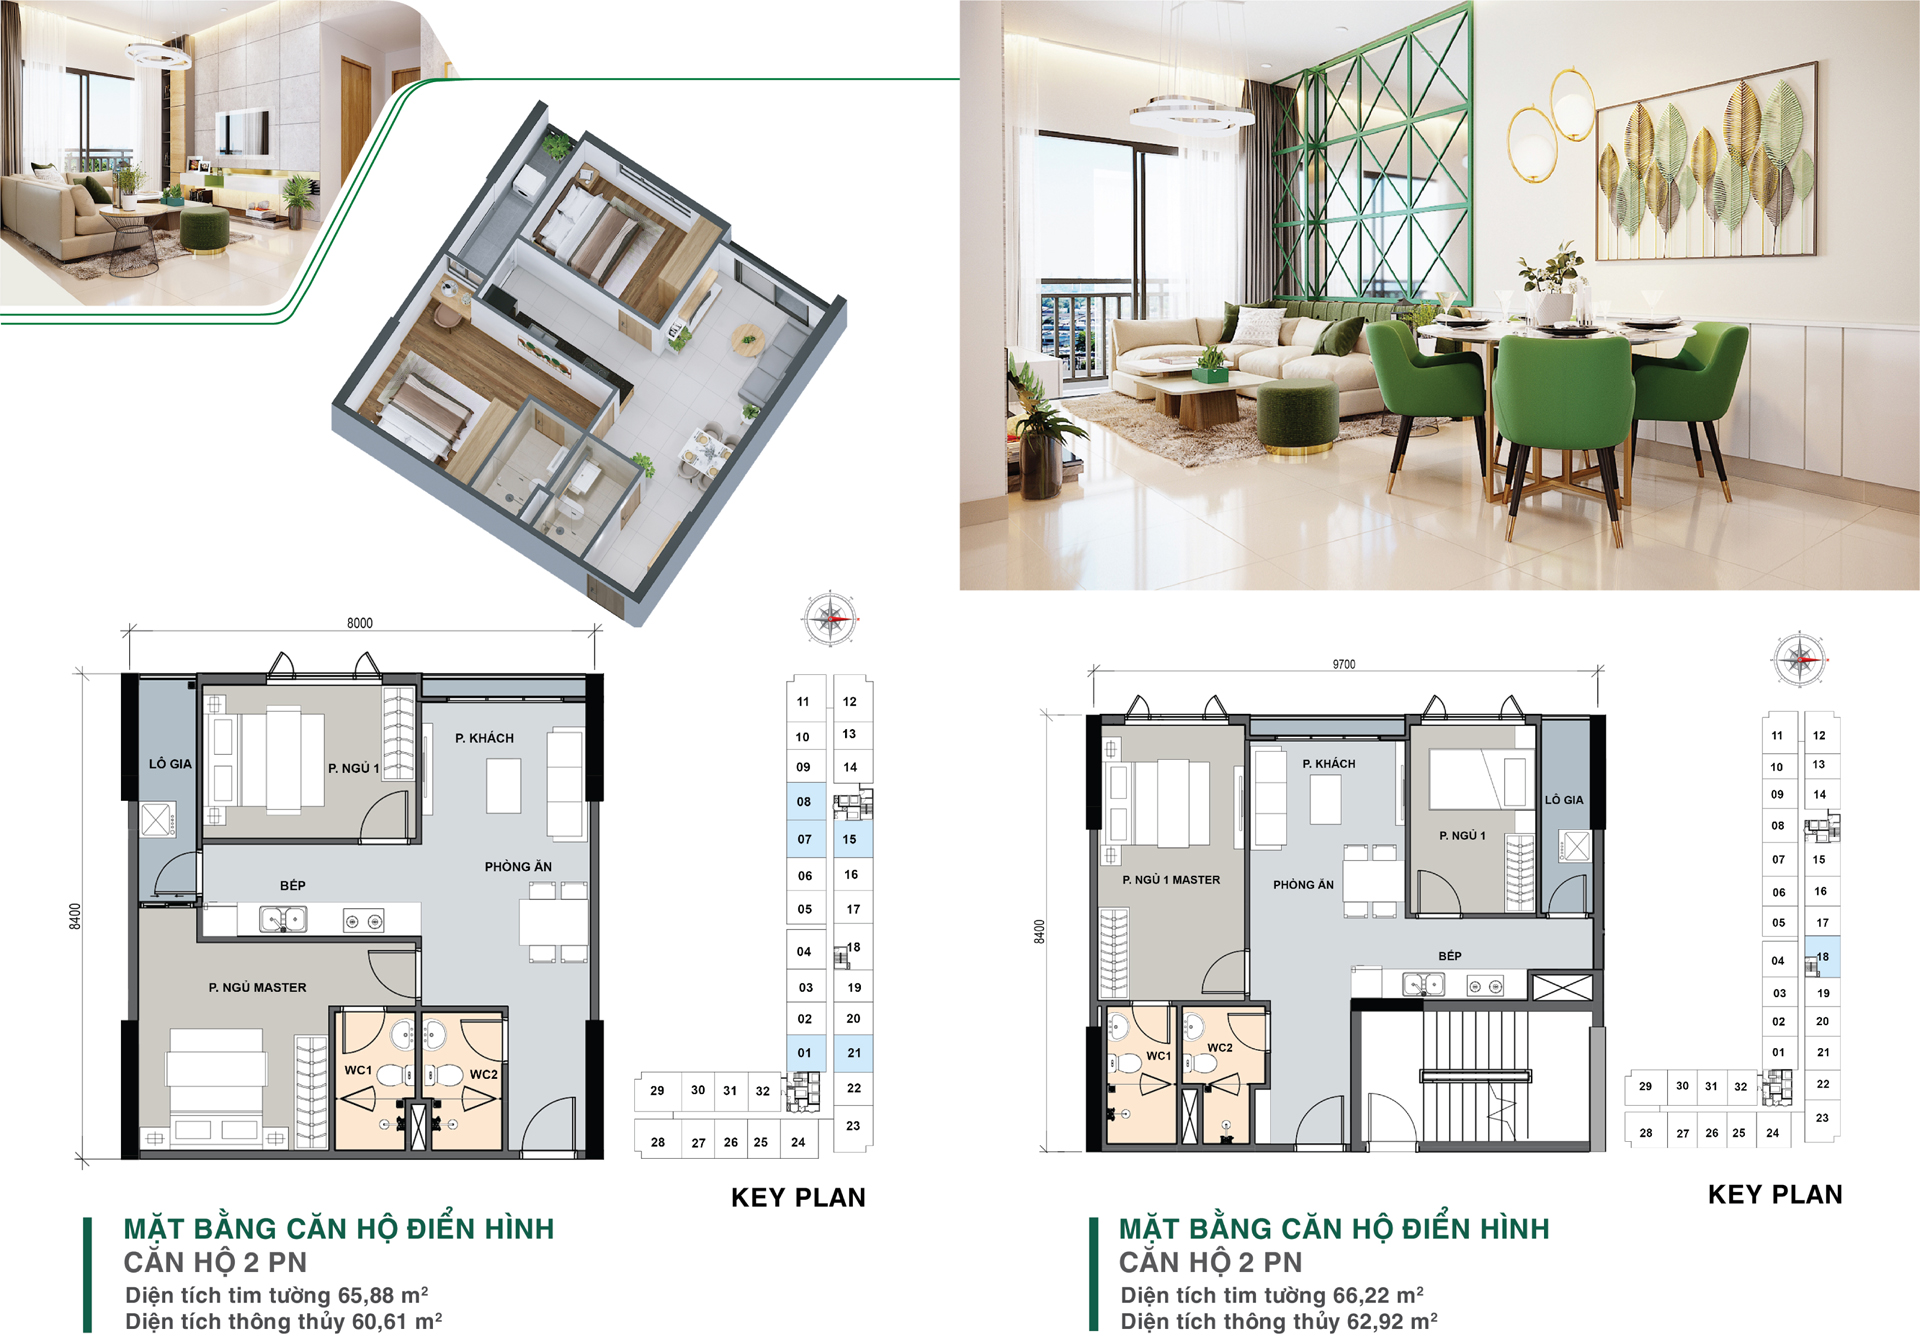 8000
8400
LÔ GIA
P. NGỦ 1
P. KHÁCH
PHÒNG ĂN
BẾP
P. NGỦ MASTER
WC1
WC2
11
12
10
13
09
14
08
07
15
06
16
05
17
04
18
03
19
02
20
01
21
29
30
31
32
22
28
27
26
25
24
23
KEY PLAN
MẶT BẰNG CĂN HỘ ĐIỂN HÌNH
CĂN HỘ 2 PN
Diện tích tim tường 65,88 m²
Diện tích thông thủy 60,61 m²
9700
8400
P. KHÁCH
LÔ GIA
P. NGỦ 1
P. NGỦ 1 MASTER
PHÒNG ĂN
BẾP
WC1
WC2
11
12
10
13
09
14
08
07
15
06
16
05
17
04
18
03
19
02
20
01
21
29
30
31
32
22
28
27
26
25
24
23
KEY PLAN
MẶT BẰNG CĂN HỘ ĐIỂN HÌNH
CĂN HỘ 2 PN
Diện tích tim tường 66,22 m²
Diện tích thông thủy 62,92 m²